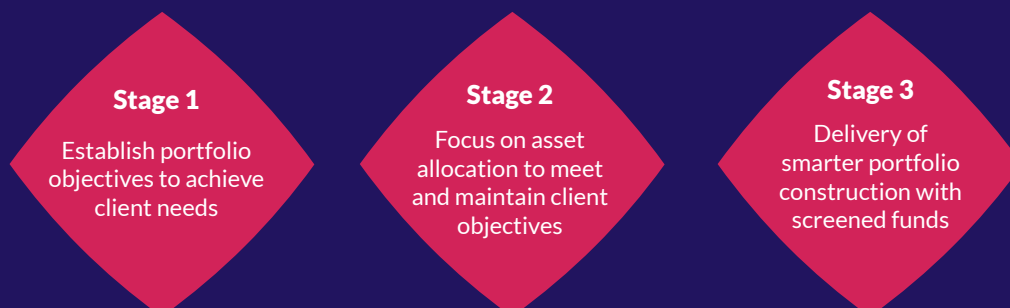 Stage 1
Establish portfolio
objectives to achieve
client needs
Stage 2
Focus on asset
allocation to meet
and maintain client
objectives
Stage 3
Delivery of
smarter portfolio
construction with
screened funds